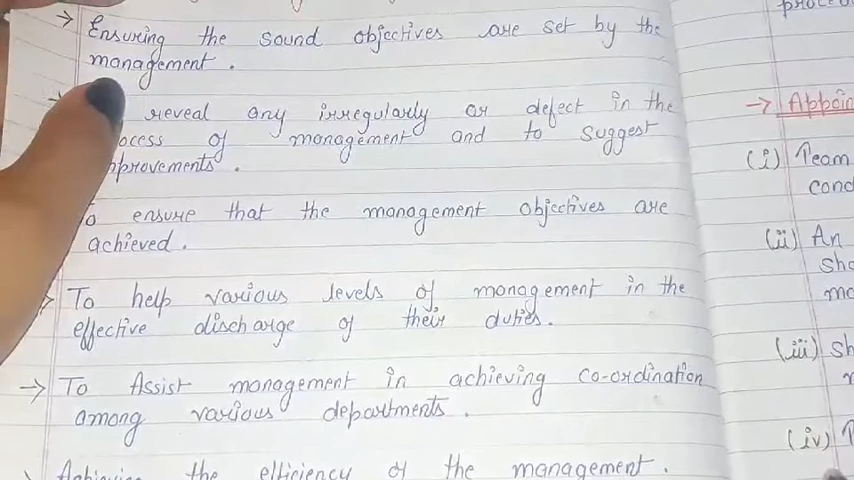 → Ensuring the sound objectives are set by the
management.
reveal any irregularly or defect in the
of management and to suggest
ensure that the management objectives are
achieved.
To help various levels of management in the
effective discharge of their duties.
→ To Assist management in achieving co-ordination
among various departments.
the efficiency of the management.
→ Appoin
(i) Team
cond
(ii) An
sho
(iii) Sh
(iv)